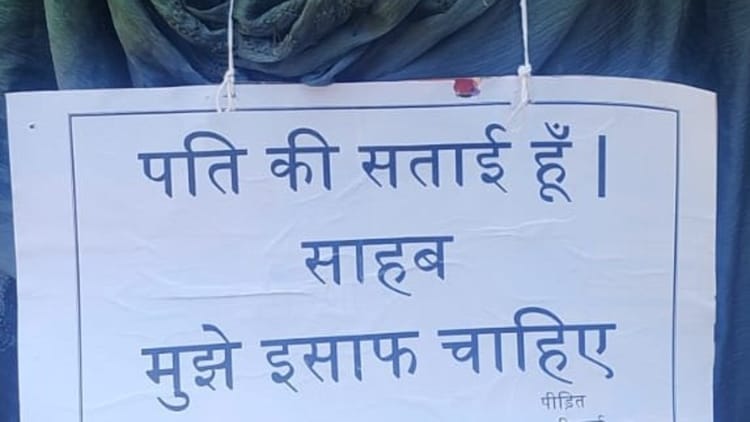 पति की सताई हूँ |
साहब
मुझे इसाफ चाहिए
पीड़ित